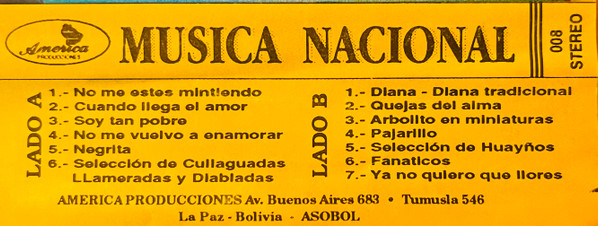 America
PRODUCCIONES
MUSICA NACIONAL
008
STEREO
LADO A
1.- No me estes mintiendo
2.- Cuando llega el amor
3.- Soy tan pobre
4.- No me vuelvo a enamorar
5.- Negrita
6.- Selección de Cullaguadas
LLameradas y Diabladas
LADO B
1.- Diana - Diana tradicional
2.- Quejas del alma
3.- Arbolito en miniaturas
4.- Pajarillo
5.- Selección de Huayños
6.- Fanaticos
7.- Ya no quiero que llores
AMERICA PRODUCCIONES Av. Buenos Aires 683 • Tumusla 546
La Paz - Bolivia - ASOBOL